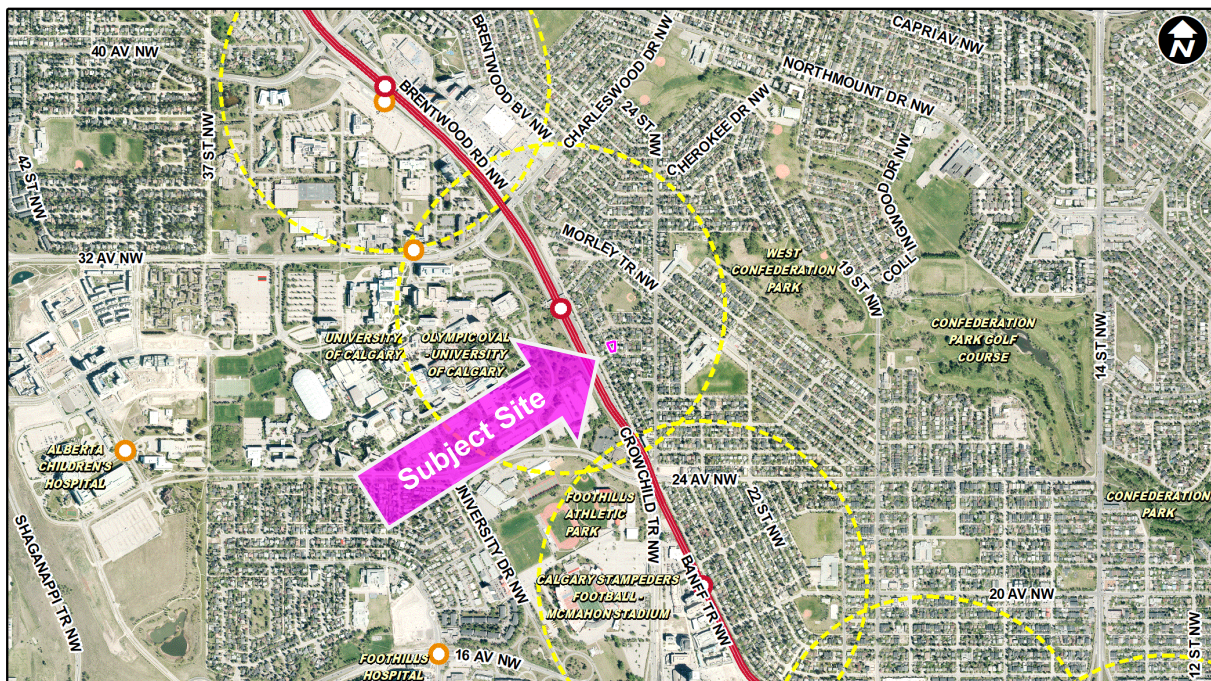 40 AV NW
37 ST NW
42 ST NW
BRENTWOOD RD NW
BRENTWOOD BV NW
CHARLESWOOD DR NW
24 ST NW
CHEROKEE DR NW
CAPRI AV NW
NORTHMOUNT DR NW
N
COLLINGWOOD DR NW
32 AV NW
MORLEY TR NW
WEST
CONFEDERATION
PARK
19 ST NW
CONFEDERATION
PARK GOLF
COURSE
14 ST NW
UNIVERSITY
OF CALGARY
OLYMPIC OVAL
- UNIVERSITY
OF CALGARY
Subject Site
ALBERTA
CHILDREN'S
HOSPITAL
SHAGANAPPI TR NW
UNIVERSITY DR NW
FOOTHILLS
ATHLETIC
PARK
CROWCHILD TR NW
24 AV NW
22 ST NW
CONFEDERATION
PARK
CALGARY STAMPEDERS
FOOTBALL -
MCMAHON STADIUM
BANFF TR NW
20 AV NW
12 ST NW
FOOTHILLS
HOSPITAL
16 AV NW